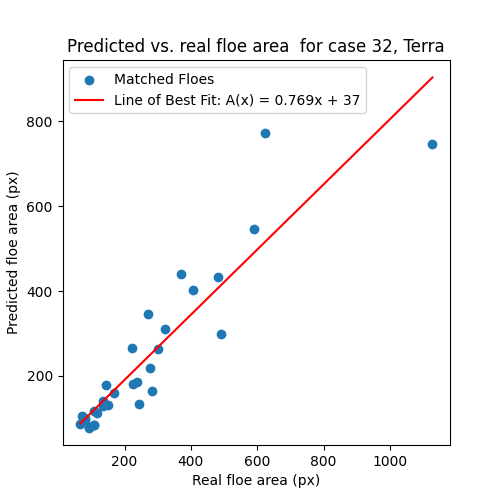 Predicted vs. real floe area  for case 32, Terra
Matched Floes
Line of Best Fit: A(x) = 0.769x + 37
800
600
400
200
Predicted floe area (px)
200 400 600 800 1000
Real floe area (px)